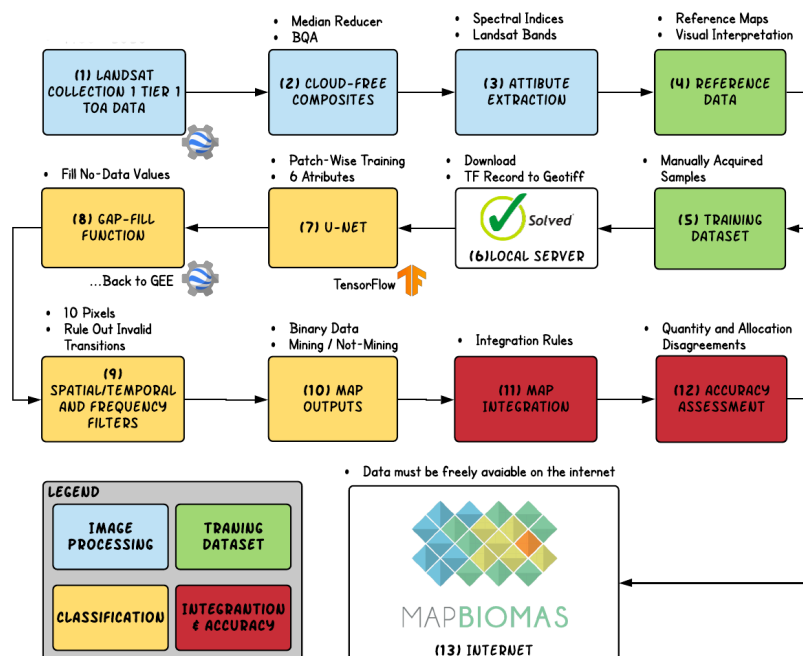 • Median Reducer
• BQA
• Spectral Indices
• Landsat Bands
• Reference Maps
• Visual Interpretation
(1) LANDSAT
COLLECTION 1 TIER 1
TOA DATA
(2) CLOUD-FREE
COMPOSITES
(3) ATTIBUTE
EXTRACTION
(4) REFERENCE
DATA
• Fill No-Data Values
• Patch-Wise Training
• 6 Atributes
• Download
• TF Record to Geotiff
• Manually Acquired
Samples
(8) GAP-FILL
FUNCTION
(7) U-NET
Solved
(6)LOCAL SERVER
(5) TRAINING
DATASET
...Back to GEE
TensorFlow
• 10 Pixels
• Rule Out Invalid
Transitions
• Binary Data
• Mining / Not-Mining
• Integration Rules
• Quantity and Allocation
Disagreements
(9)
SPATIAL/TEMPORAL
AND FREQUENCY
FILTERS
(10) MAP
OUTPUTS
(11) MAP
INTEGRATION
(12) ACCURACY
ASSESSMENT
• Data must be freely avaiable on the internet
LEGEND
IMAGE
PROCESSING
TRANING
DATASET
CLASSIFICATION
INTEGRANTION
& ACCURACY
MAPBIOMAS
(13) INTERNET